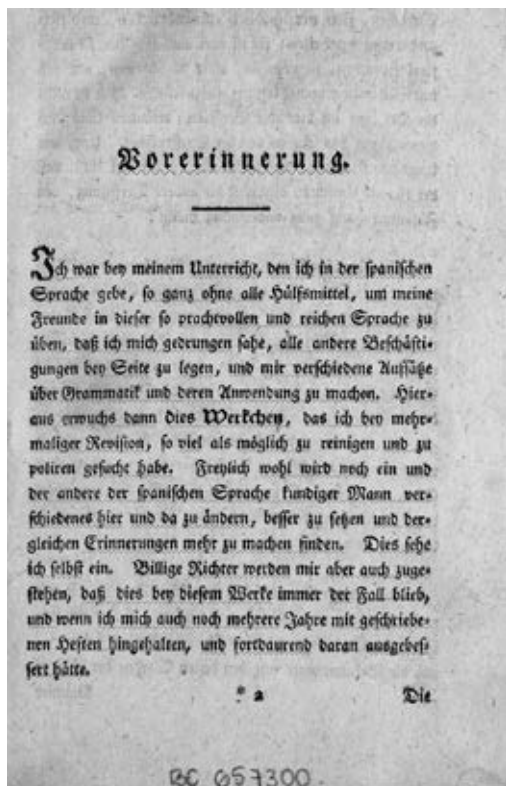 Vorerinnerung.
Ich war bey meinem Unterricht, den ich in der spanischen
Sprache gebe, so ganz ohne alle Hülfsmittel, um meine
Freunde in dieser so prachtvollen und reichen Sprache zu
üben, daß ich mich gedrungen sahe, alle andere Beschäfti-
gungen bey Seite zu legen, und mir verschiedene Aufsätze
über Grammatik und deren Anwendung zu machen. Hier-
aus erwuchs dann dies Werkchen, das ich bey mehr-
maliger Revision, so viel als möglich zu reinigen und zu
poliren gesucht habe. Freylich wohl wird noch ein und
der andere der spanischen Sprache kundiger Mann ver-
schiedenes hier und da zu ändern, besser zu setzen und der-
gleichen Erinnerungen mehr zu machen finden. Dies sehe
ich selbst ein. Billige Richter werden mir aber auch zuge-
stehen, daß dies bey diesem Werke immer der Fall blieb,
und wenn ich mich auch noch mehrere Jahre mit geschriebe-
nen Heften hingehalten, und fortdaurend daran ausgebes-
sert hätte.
* 2 Die
BC 657300.